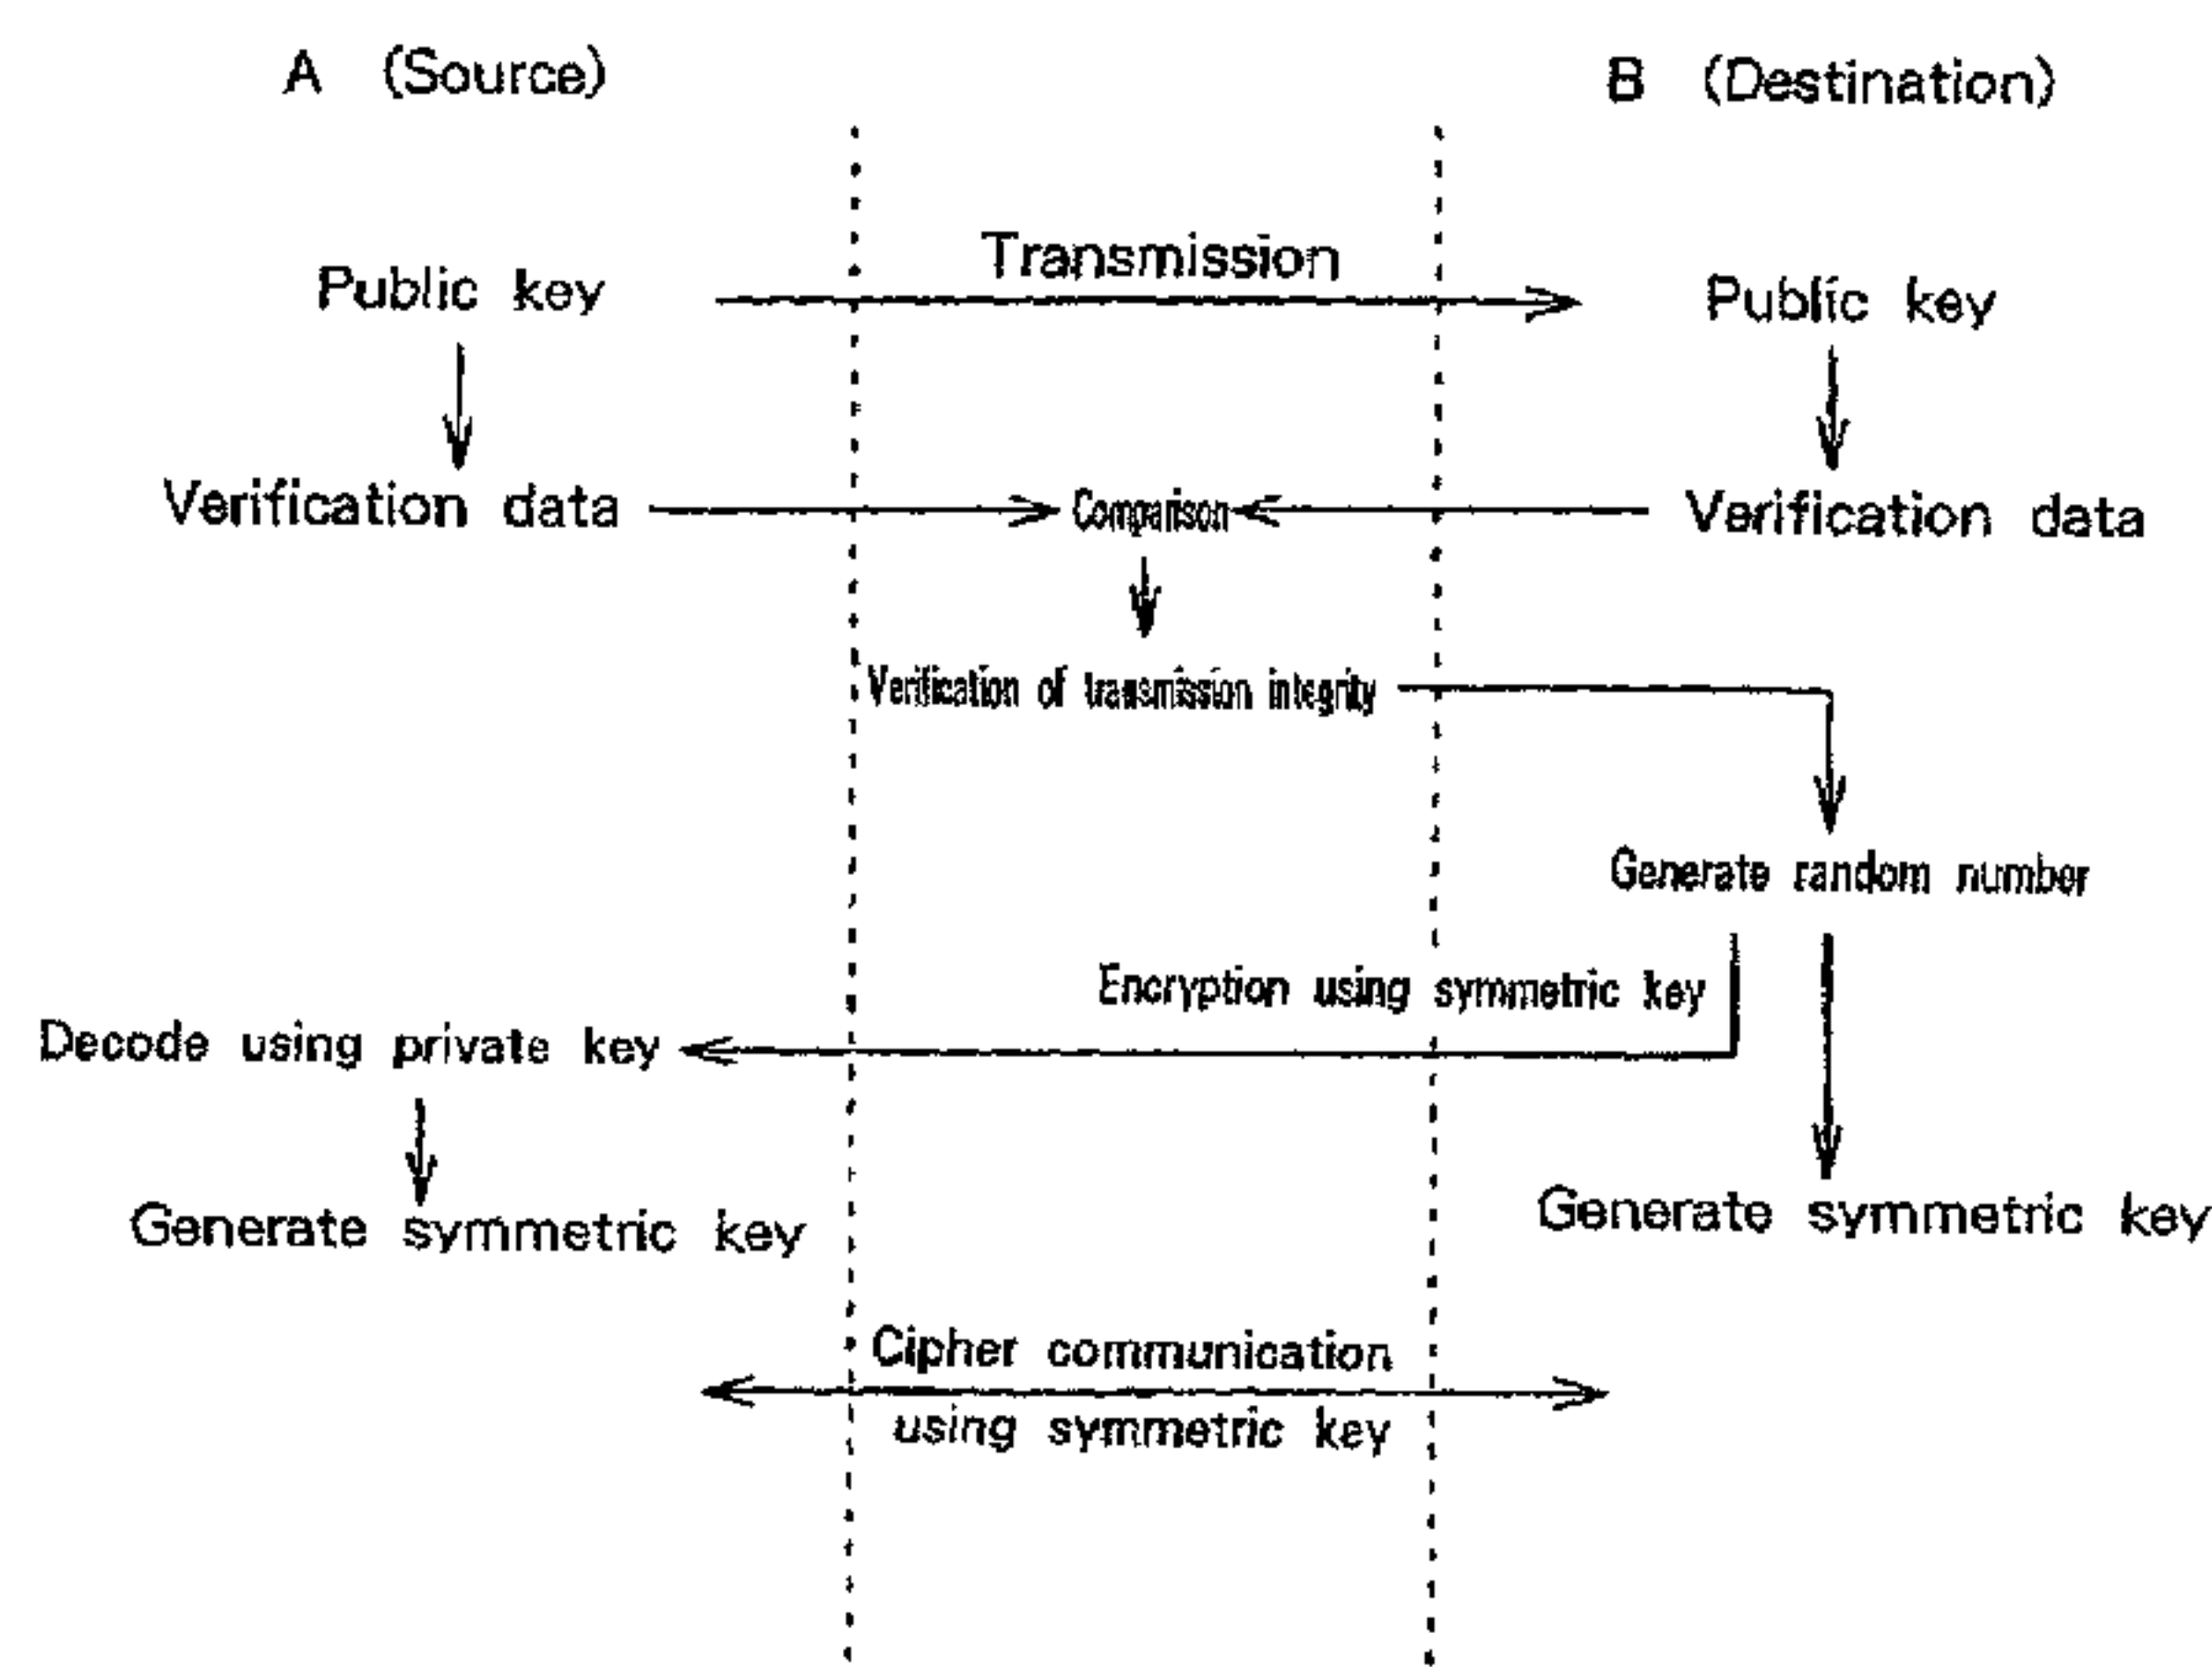 A (Source)
B (Destination)
Transmission
Public key
Public key
Verification data
Comparison
Verification data
Verification of transmission integrity
Generate random number
Encryption using symmetric key
Decode using private key
Generate symmetric key
Generate symmetric key
Cipher communication
using symmetric key